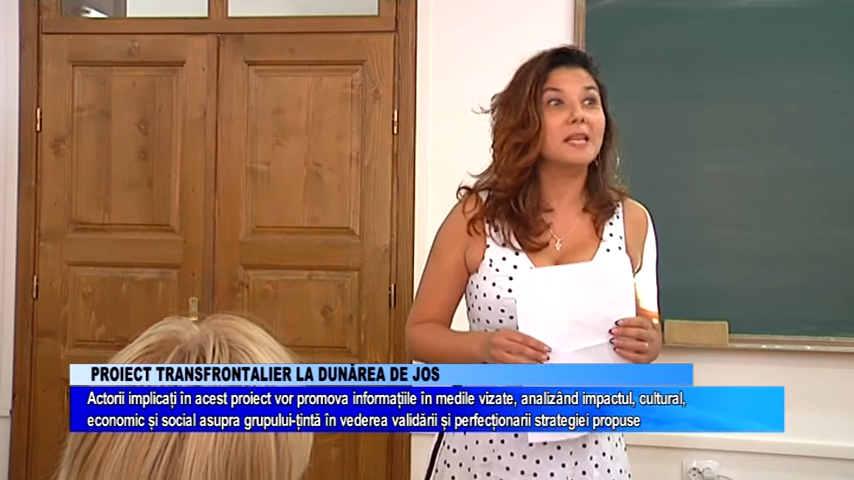 PROIECT TRANSFRONTALIER LA DUNĂREA DE JOS
Actorii implicați în acest proiect vor promova informațiile în medile vizate, analizând impactul, cultural,
economic și social asupra grupului-țintă în vederea validării și perfecționarii strategiei propuse